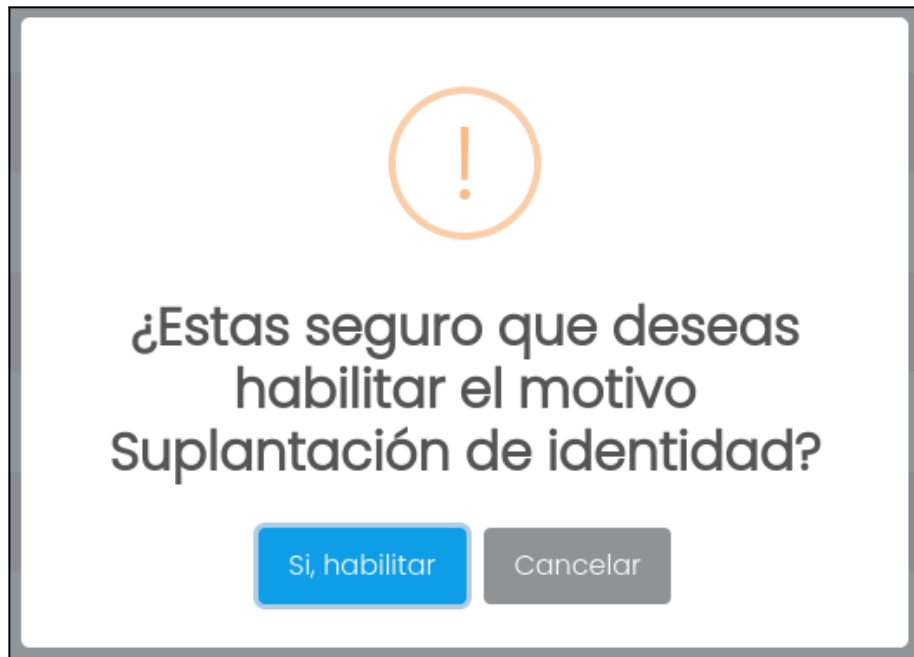 ¿Estas seguro que deseas
habilitar el motivo
Suplantación de identidad?
Si, habilitar
Cancelar